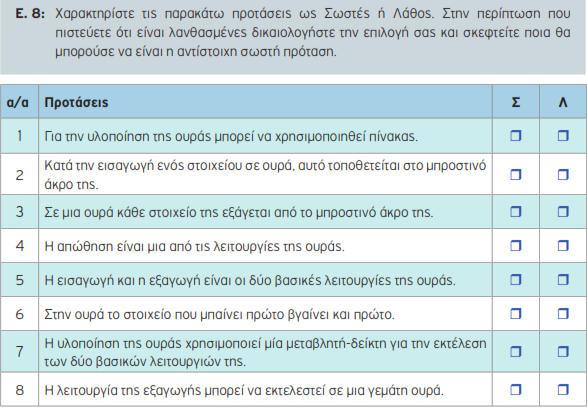 Ε. 8: Χαρακτηρίστε τις παρακάτω προτάσεις ως Σωστές ή Λάθος. Στην περίπτωση που
πιστεύετε ότι είναι λανθασμένες δικαιολογήστε την επιλογή σας και σκεφτείτε ποια θα
μπορούσε να είναι η αντίστοιχη σωστή πρόταση.
α/α Προτάσεις Σ Λ
1 Για την υλοποίηση της ουράς μπορεί να χρησιμοποιηθεί πίνακας. ❒ ❒
2 Κατά την εισαγωγή ενός στοιχείου σε ουρά, αυτό τοποθετείται στο μπροστινό
άκρο της. ❒ ❒
3 Σε μια ουρά κάθε στοιχείο της εξάγεται από το μπροστινό άκρο της. ❒ ❒
4 Η απώθηση είναι μια από τις λειτουργίες της ουράς. ❒ ❒
5 Η εισαγωγή και η εξαγωγή είναι οι δύο βασικές λειτουργίες της ουράς. ❒ ❒
6 Στην ουρά το στοιχείο που μπαίνει πρώτο βγαίνει και πρώτο. ❒ ❒
7 Η υλοποίηση της ουράς χρησιμοποιεί μία μεταβλητή-δείκτη για την εκτέλεση
των δύο βασικών λειτουργιών της. ❒ ❒
8 Η λειτουργία της εξαγωγής μπορεί να εκτελεστεί σε μια γεμάτη ουρά. ❒ ❒